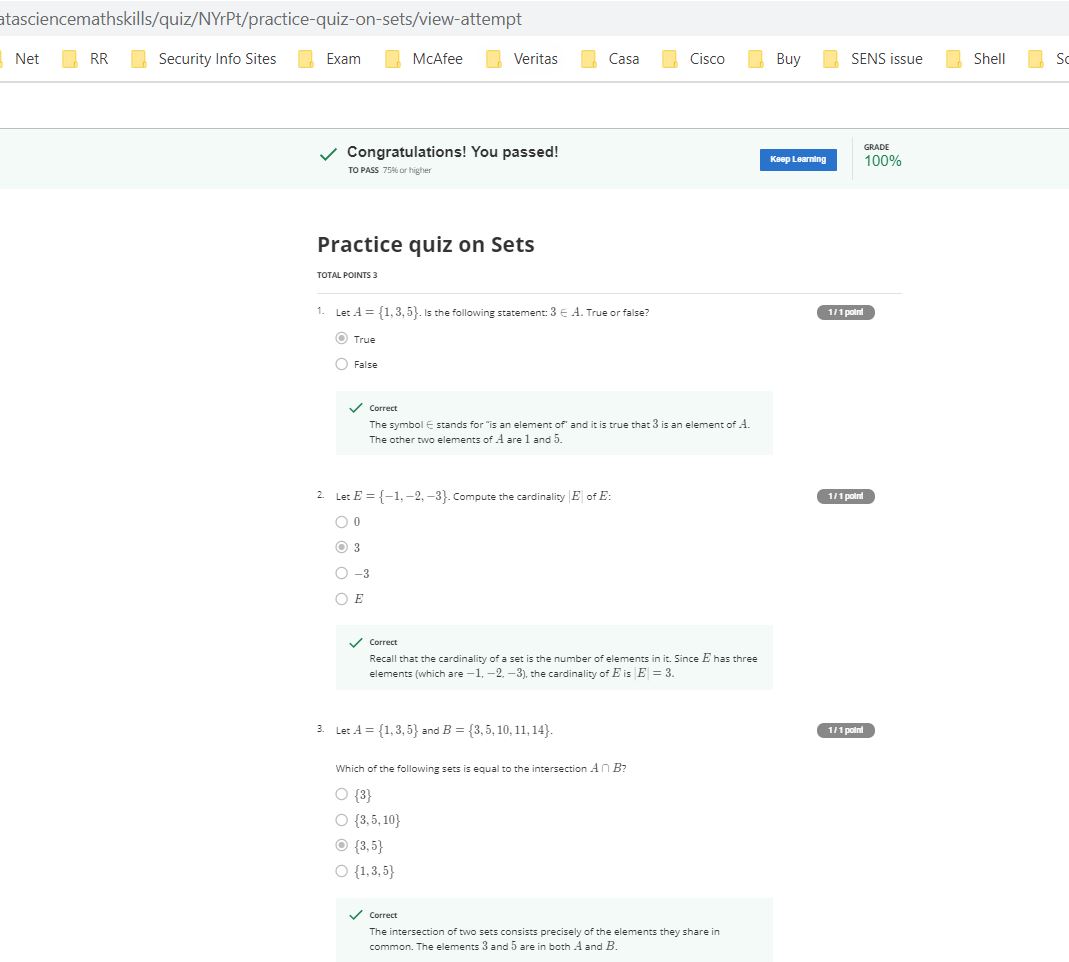 atasciencemathskills/quiz/NYrPt/practice-quiz-on-sets/view-attempt
Net RR Security Info Sites Exam McAfee Veritas Casa Cisco Buy SENS issue Shell Sc
Congratulations! You passed!
TO PASS 75% or higher
Keep Learning
GRADE
100%
Practice quiz on Sets
TOTAL POINTS 3
1. Let A = {1, 3, 5}. Is the following statement: 3 ∈ A. True or false?
1 / 1 point
True
False
Correct
The symbol ∈ stands for "is an element of" and it is true that 3 is an element of A.
The other two elements of A are 1 and 5.
2. Let E = {−1, −2, −3}. Compute the cardinality |E| of E:
1 / 1 point
0
3
−3
E
Correct
Recall that the cardinality of a set is the number of elements in it. Since E has three
elements (which are −1, −2, −3), the cardinality of E is |E| = 3.
3. Let A = {1, 3, 5} and B = {3, 5, 10, 11, 14}.
1 / 1 point
Which of the following sets is equal to the intersection A ∩ B?
{3}
{3, 5, 10}
{3, 5}
{1, 3, 5}
Correct
The intersection of two sets consists precisely of the elements they share in
common. The elements 3 and 5 are in both A and B.